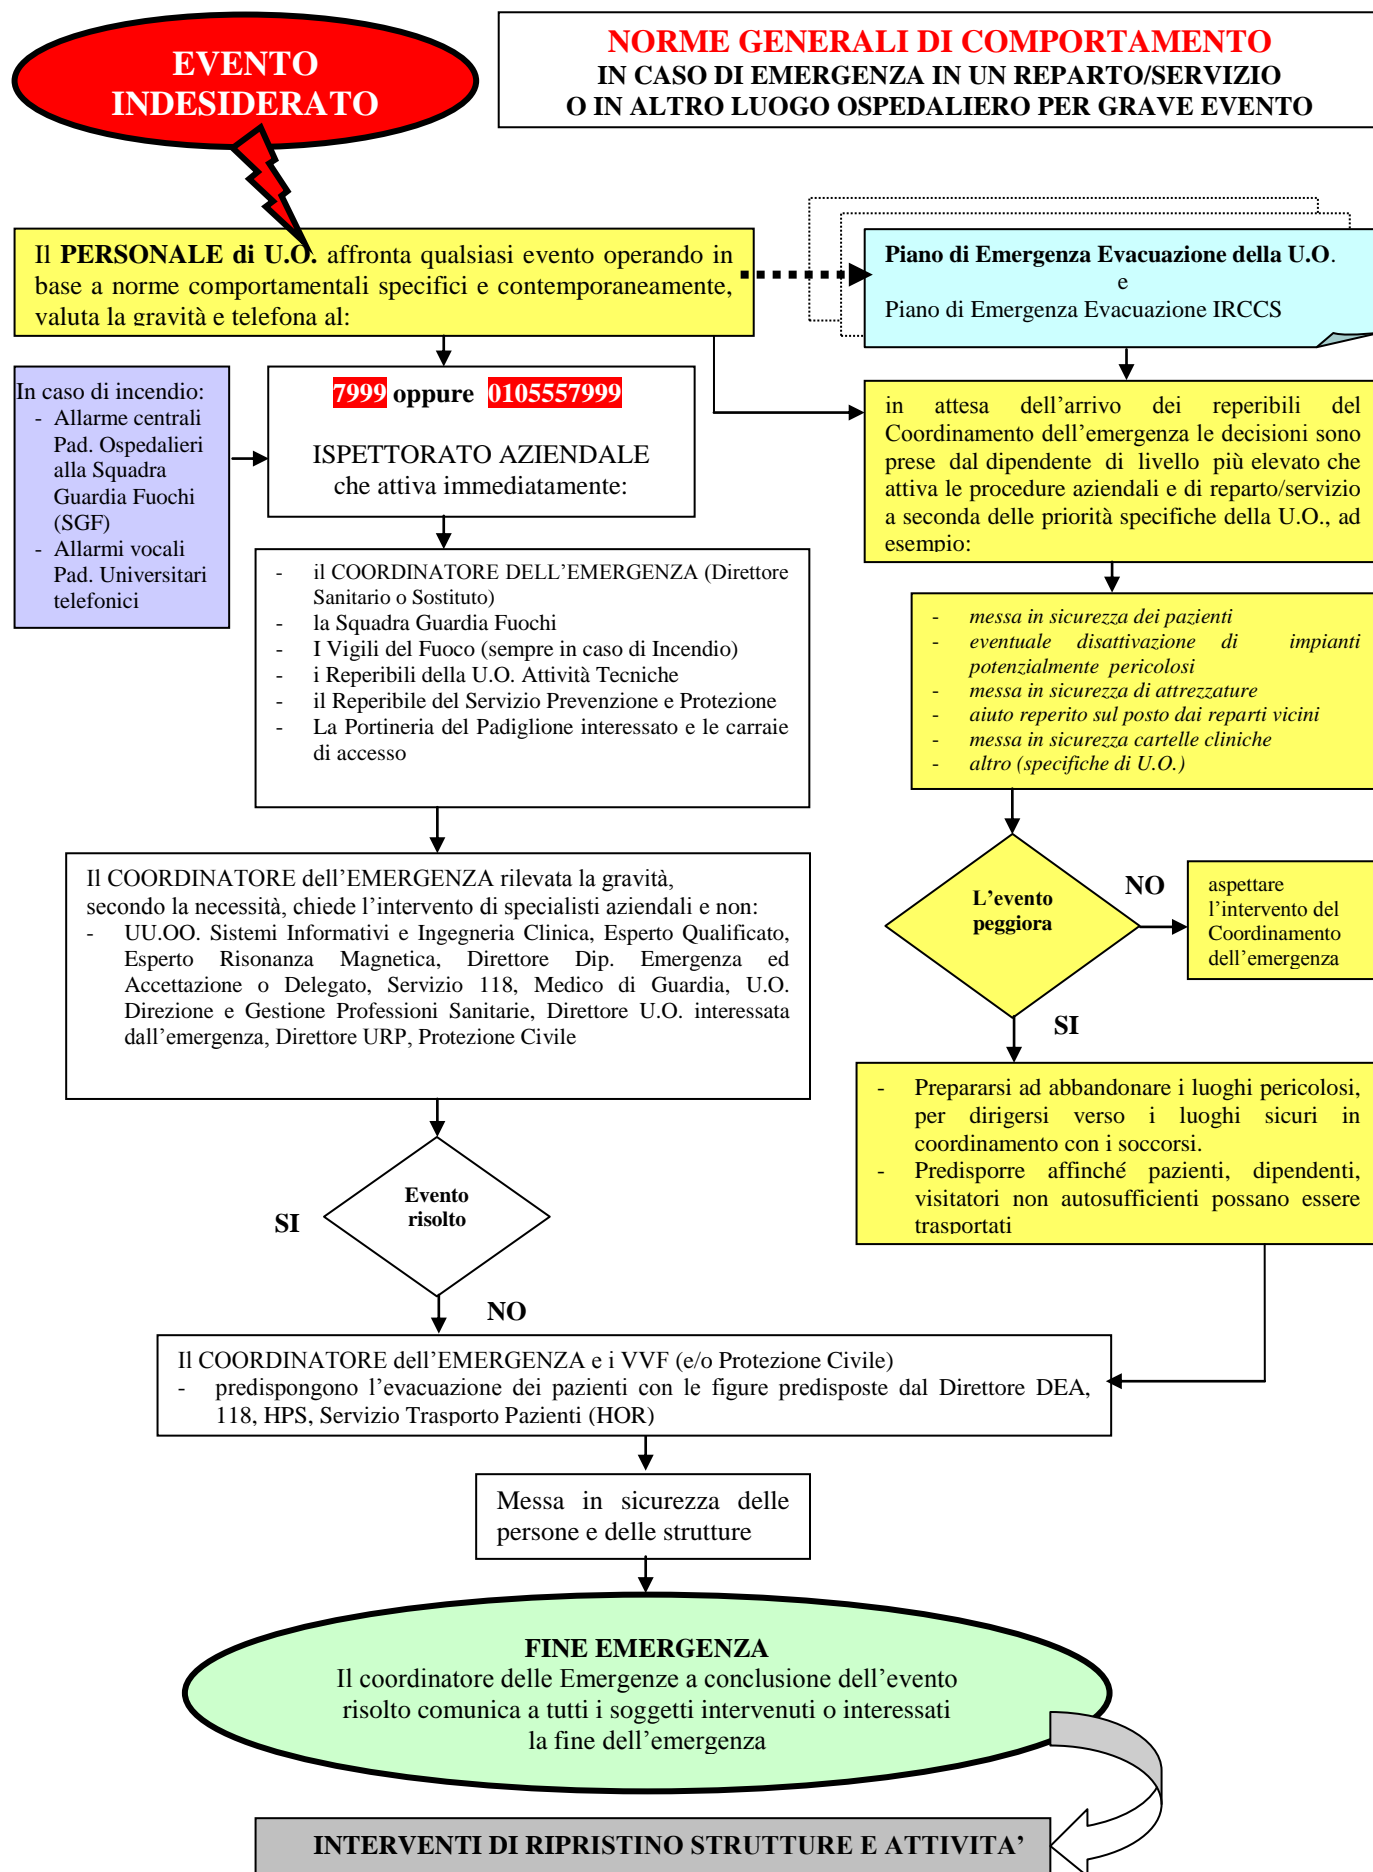 EVENTO
INDESIDERATO
NORME GENERALI DI COMPORTAMENTO
IN CASO DI EMERGENZA IN UN REPARTO/SERVIZIO
O IN ALTRO LUOGO OSPEDALIERO PER GRAVE EVENTO
Il PERSONALE di U.O. affronta qualsiasi evento operando in
base a norme comportamentali specifici e contemporaneamente,
valuta la gravità e telefona al:
Piano di Emergenza Evacuazione della U.O.
e
Piano di Emergenza Evacuazione IRCCS
In caso di incendio:
- Allarme centrali
Pad. Ospedalieri
alla Squadra
Guardia Fuochi
(SGF)
- Allarmi vocali
Pad. Universitari
telefonici
7999 oppure 0105557999
ISPETTORATO AZIENDALE
che attiva immediatamente:
in attesa dell’arrivo dei reperibili del
Coordinamento dell’emergenza le decisioni sono
prese dal dipendente di livello più elevato che
attiva le procedure aziendali e di reparto/servizio
a seconda delle priorità specifiche della U.O., ad
esempio:
- il COORDINATORE DELL’EMERGENZA (Direttore
Sanitario o Sostituto)
- la Squadra Guardia Fuochi
- I Vigili del Fuoco (sempre in caso di Incendio)
- i Reperibili della U.O. Attività Tecniche
- il Reperibile del Servizio Prevenzione e Protezione
- La Portineria del Padiglione interessato e le carraie
di accesso
- messa in sicurezza dei pazienti
- eventuale disattivazione di impianti
potenzialmente pericolosi
- messa in sicurezza di attrezzature
- aiuto reperito sul posto dai reparti vicini
- messa in sicurezza cartelle cliniche
- altro (specifiche di U.O.)
Il COORDINATORE dell’EMERGENZA rilevata la gravità,
secondo la necessità, chiede l’intervento di specialisti aziendali e non:
- UU.OO. Sistemi Informativi e Ingegneria Clinica, Esperto Qualificato,
Esperto Risonanza Magnetica, Direttore Dip. Emergenza ed
Accettazione o Delegato, Servizio 118, Medico di Guardia, U.O.
Direzione e Gestione Professioni Sanitarie, Direttore U.O. interessata
dall’emergenza, Direttore URP, Protezione Civile
L’evento
peggiora
NO
aspettare
l’intervento del
Coordinamento
dell’emergenza
SI
- Prepararsi ad abbandonare i luoghi pericolosi,
per dirigersi verso i luoghi sicuri in
coordinamento con i soccorsi.
- Predisporre affinché pazienti, dipendenti,
visitatori non autosufficienti possano essere
trasportati
Evento
risolto
SI
NO
Il COORDINATORE dell’EMERGENZA e i VVF (e/o Protezione Civile)
- predispongono l’evacuazione dei pazienti con le figure predisposte dal Direttore DEA,
118, HPS, Servizio Trasporto Pazienti (HOR)
Messa in sicurezza delle
persone e delle strutture
FINE EMERGENZA
Il coordinatore delle Emergenze a conclusione dell’evento
risolto comunica a tutti i soggetti intervenuti o interessati
la fine dell’emergenza
INTERVENTI DI RIPRISTINO STRUTTURE E ATTIVITA’